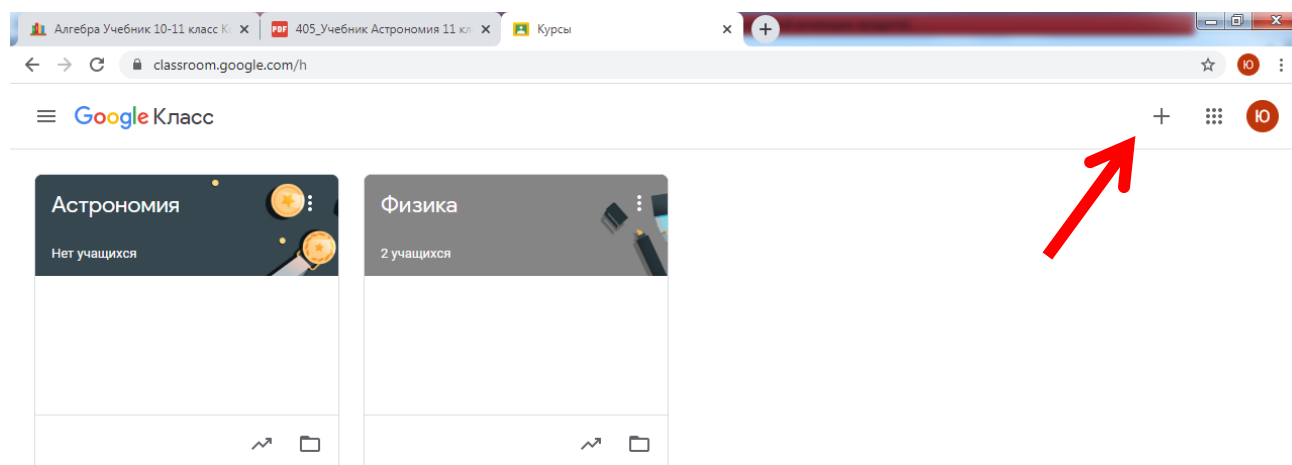 Алгебра Учебник 10-11 класс К
405_Учебник Астрономия 11 кл
Курсы
classroom.google.com/h
Ю
Google Класс
Ю
Астрономия
Нет учащихся
Физика
2 учащихся